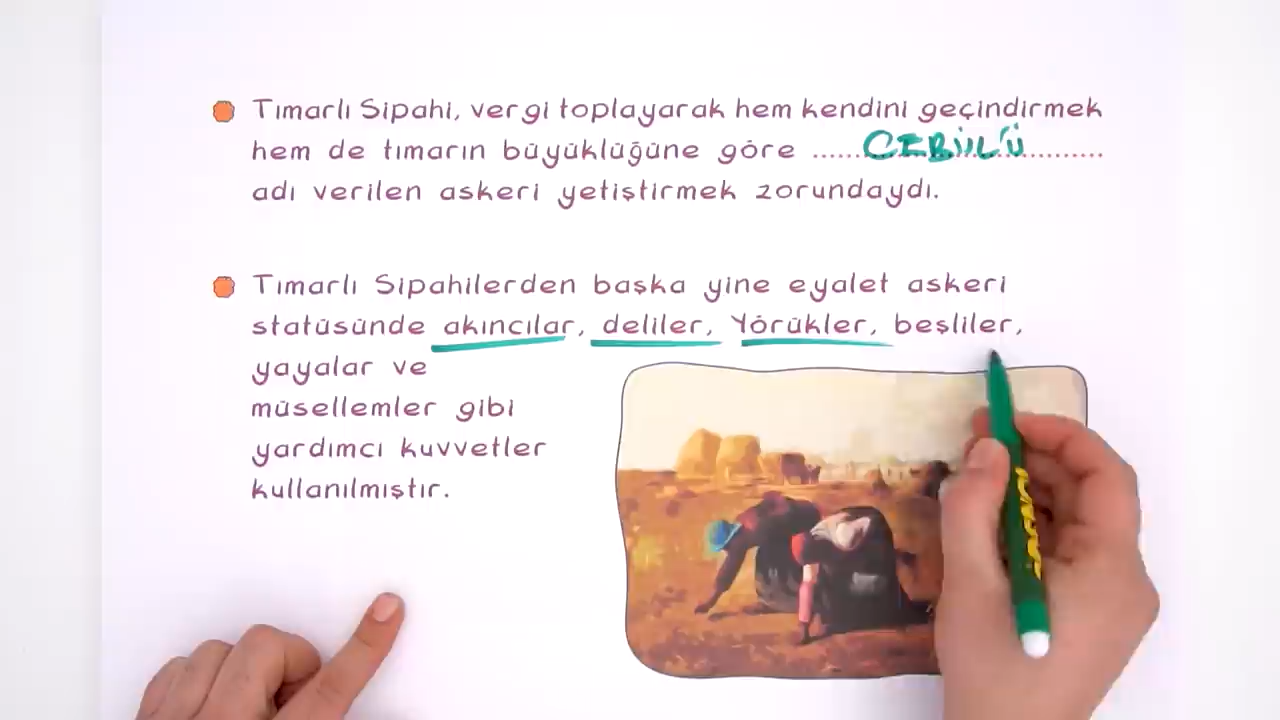 Tımarlı Sipahi, vergi toplayarak hem kendini geçindirmek
hem de tımarın büyüklüğüne göre ...... CEBÜLÜ ......
adı verilen askeri yetiştirmek zorundaydı.
Tımarlı Sipahilerden başka yine eyalet askeri
statüsünde akıncılar, deliler, Yörükler, beşliler,
yayalar ve
müsellemler gibi
yardımcı kuvvetler
kullanılmıştır.